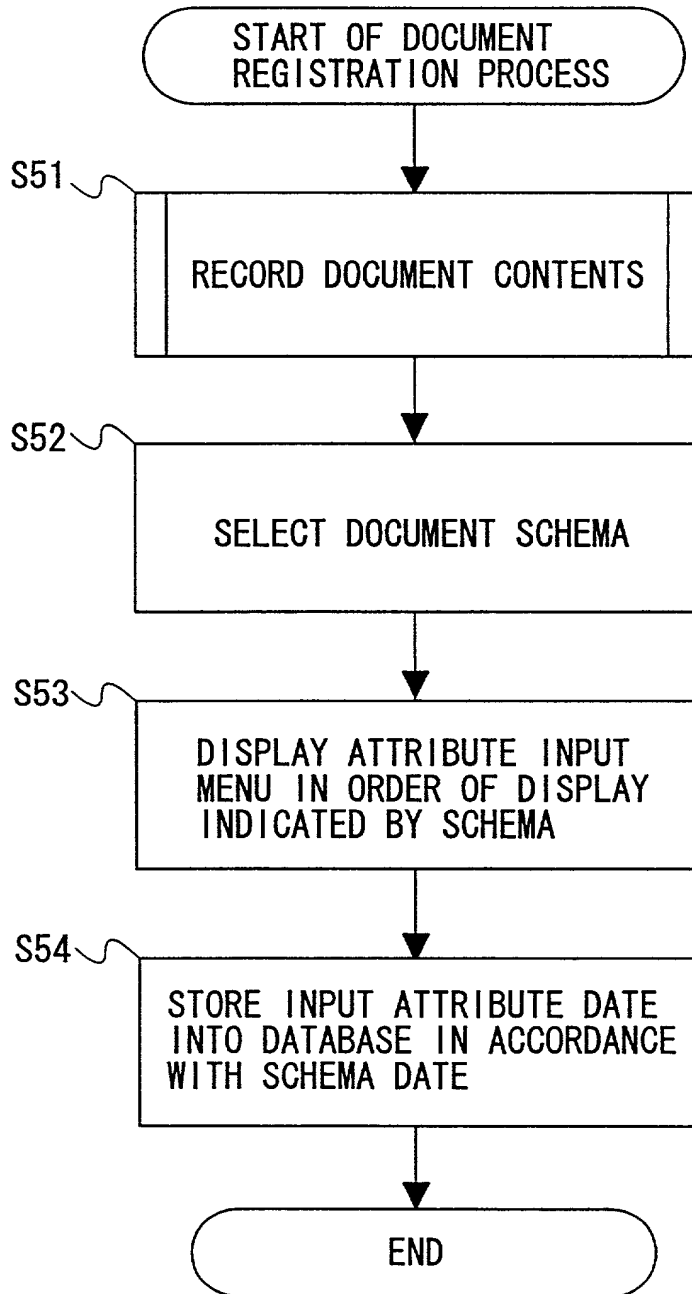 START OF DOCUMENT
REGISTRATION PROCESS
S51
RECORD DOCUMENT CONTENTS
S52
SELECT DOCUMENT SCHEMA
S53
DISPLAY ATTRIBUTE INPUT
MENU IN ORDER OF DISPLAY
INDICATED BY SCHEMA
S54
STORE INPUT ATTRIBUTE DATE
INTO DATABASE IN ACCORDANCE
WITH SCHEMA DATE
END